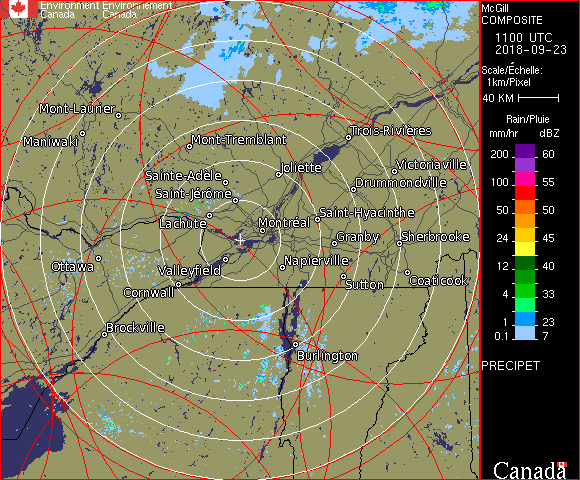 Environment Environnement
Canada Canada
McGill
COMPOSITE
1100 UTC
2018-09-23
Scale/Échelle:
1km/Pixel
40 KM
Rain/Pluie
mm/hr dBZ
200 60
150 57
100 55
50 50
24 45
12 40
4 33
1 23
0.1 7
PRECIPET
Canada
Mont-Laurier
Maniwaki
Mont-Tremblant
Trois-Rivières
Joliette
Victoriaville
Sainte-Adèle
Drummondville
Saint-Jérôme
Lachute
Saint-Hyacinthe
Montréal
Granby
Sherbrooke
Ottawa
Valleyfield
Napierville
Cornwall
Sutton
Coaticook
Brockville
Burlington